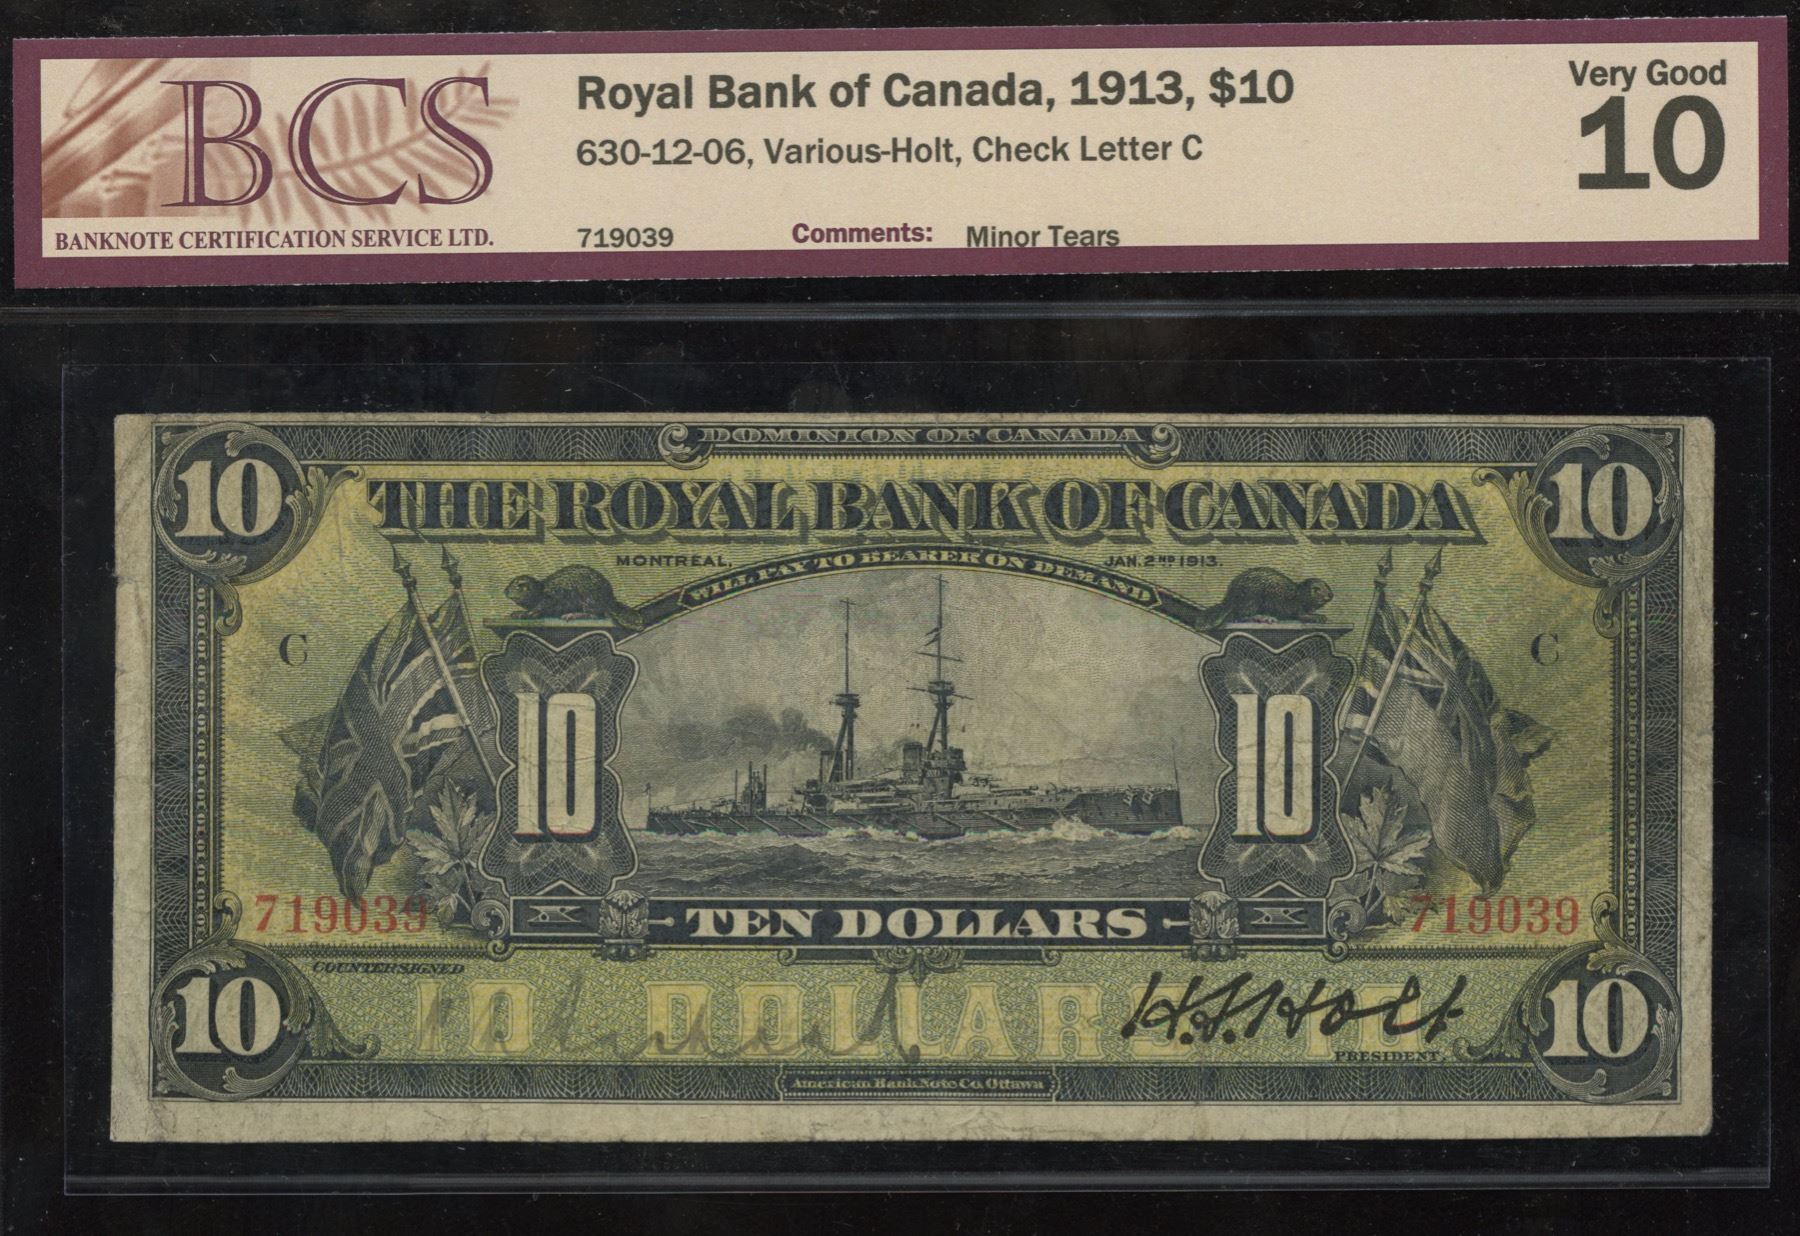 BCS
BANKNOTE CERTIFICATION SERVICE LTD.
Royal Bank of Canada, 1913, $10
630-12-06, Various-Holt, Check Letter C
719039 Comments: Minor Tears
Very Good
10
DOMINION OF CANADA
10 THE ROYAL BANK OF CANADA 10
MONTREAL, JAN. 2ND 1913.
WILL PAY TO BEARER ON DEMAND
C C
10 10
719039 X TEN DOLLARS X 719039
COUNTERSIGNED
10 10 DOLLARS 10 H.S. Holt 10
PRESIDENT.
American Bank Note Co. Ottawa